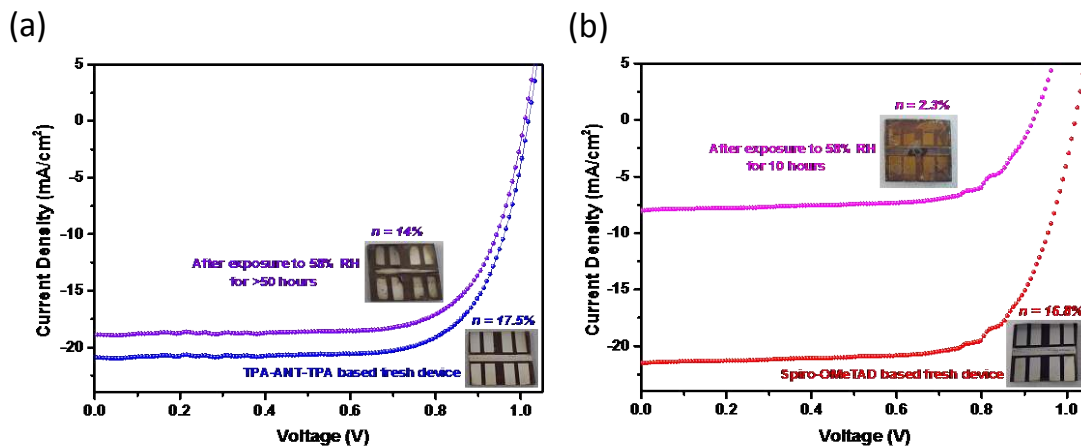 (a)
(b)
5
0
-5
-10
-15
-20
Current Density (mA/cm²)
n = 14%
After exposure to 58% RH
for >50 hours
n = 17.5%
TPA-ANT-TPA based fresh device
0.0 0.2 0.4 0.6 0.8 1.0
Voltage (V)
5
0
-5
-10
-15
-20
Current Density (mA/cm²)
n = 2.3%
After exposure to 58% RH
for 10 hours
n = 16.8%
Spiro-OMeTAD based fresh device
0.0 0.2 0.4 0.6 0.8 1.0
Voltage (V)